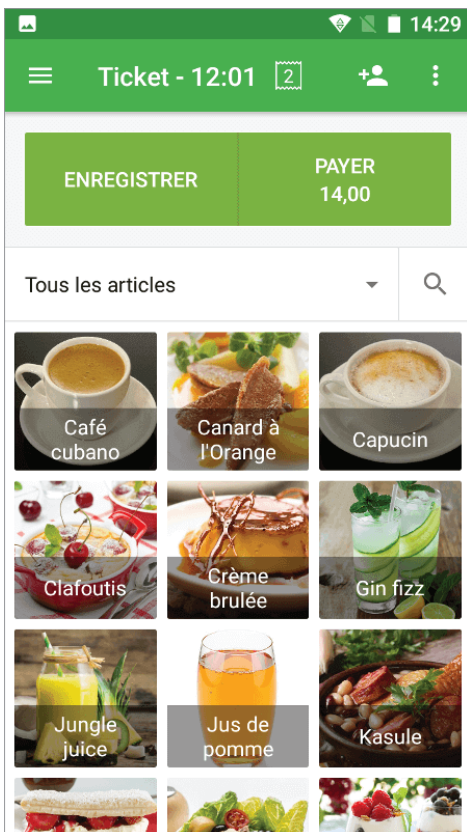 14:29
Ticket - 12:01 2
ENREGISTRER
PAYER
14,00
Tous les articles
Café
cubano
Canard à
l'Orange
Capucin
Clafoutis
Crème
brulée
Gin fizz
Jungle
juice
Jus de
pomme
Kasule